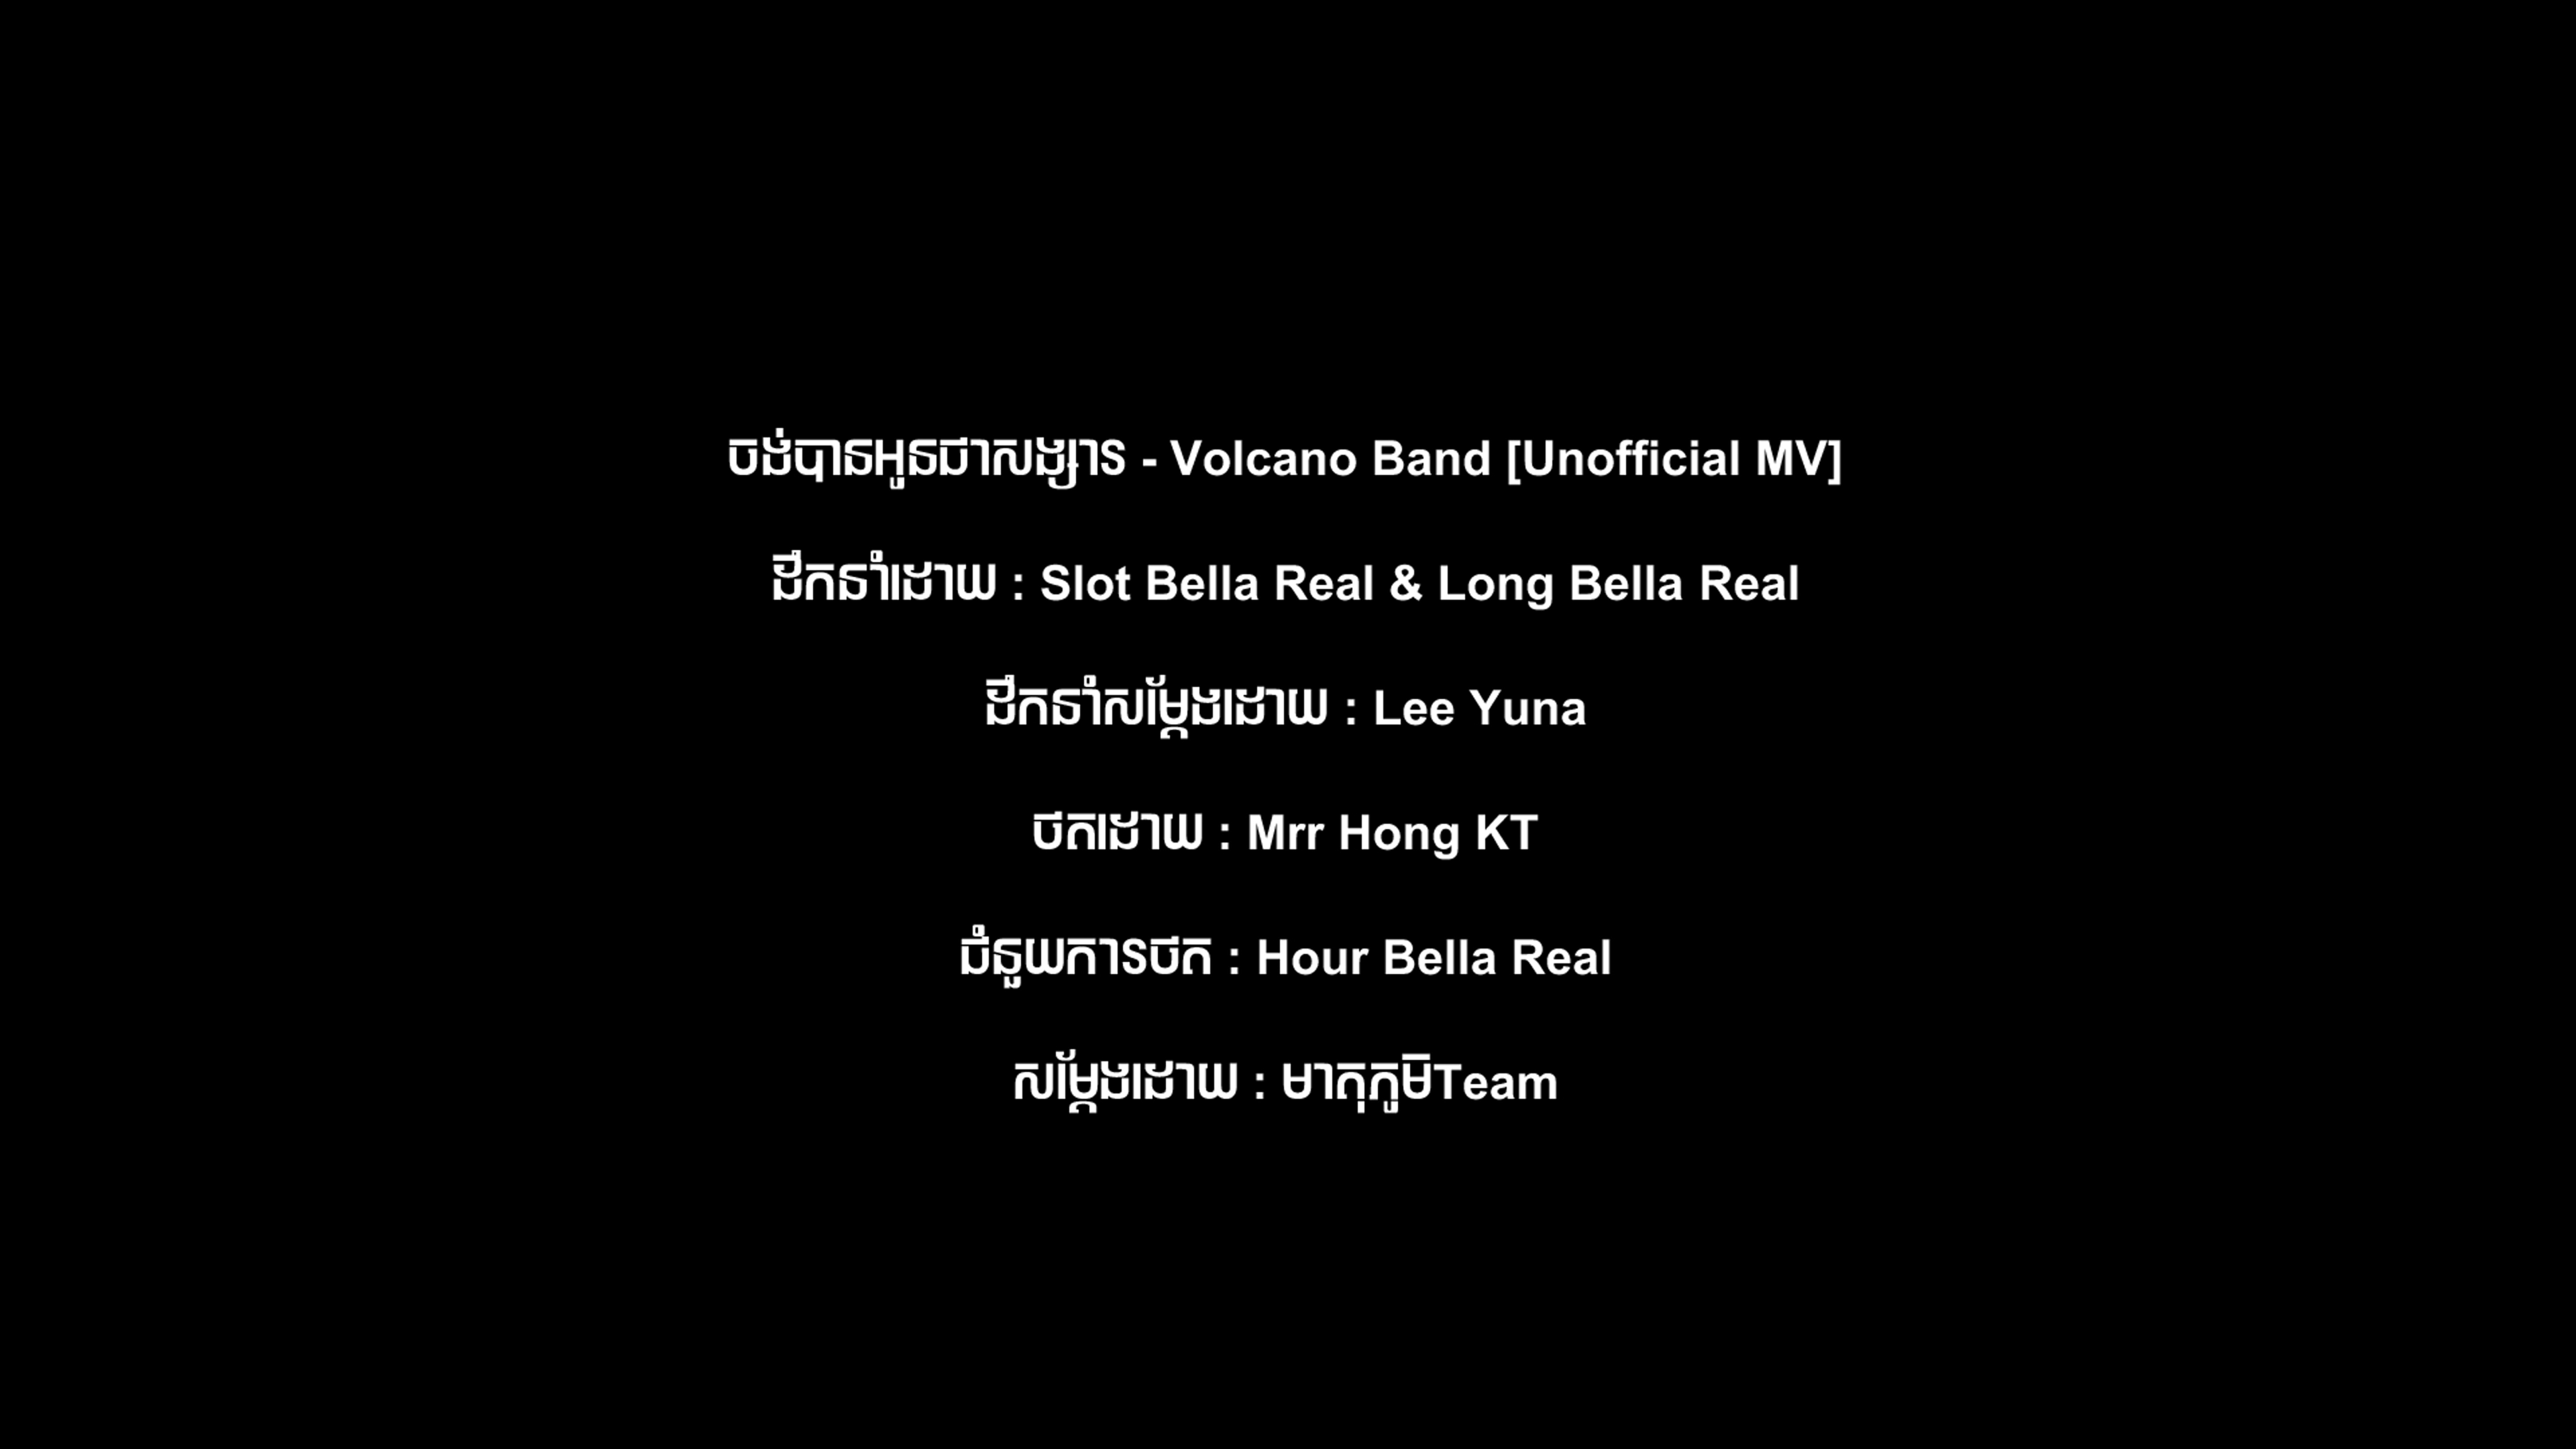 ចង់បានអូនជាសង្សារ - Volcano Band [Unofficial MV]
ដឹកនាំដោយ : Slot Bella Real & Long Bella Real
ដឹកនាំសម្ដែងដោយ : Lee Yuna
ថតដោយ : Mrr Hong KT
ជំនួយការថត : Hour Bella Real
សម្ដែងដោយ : មាតុភូមិTeam